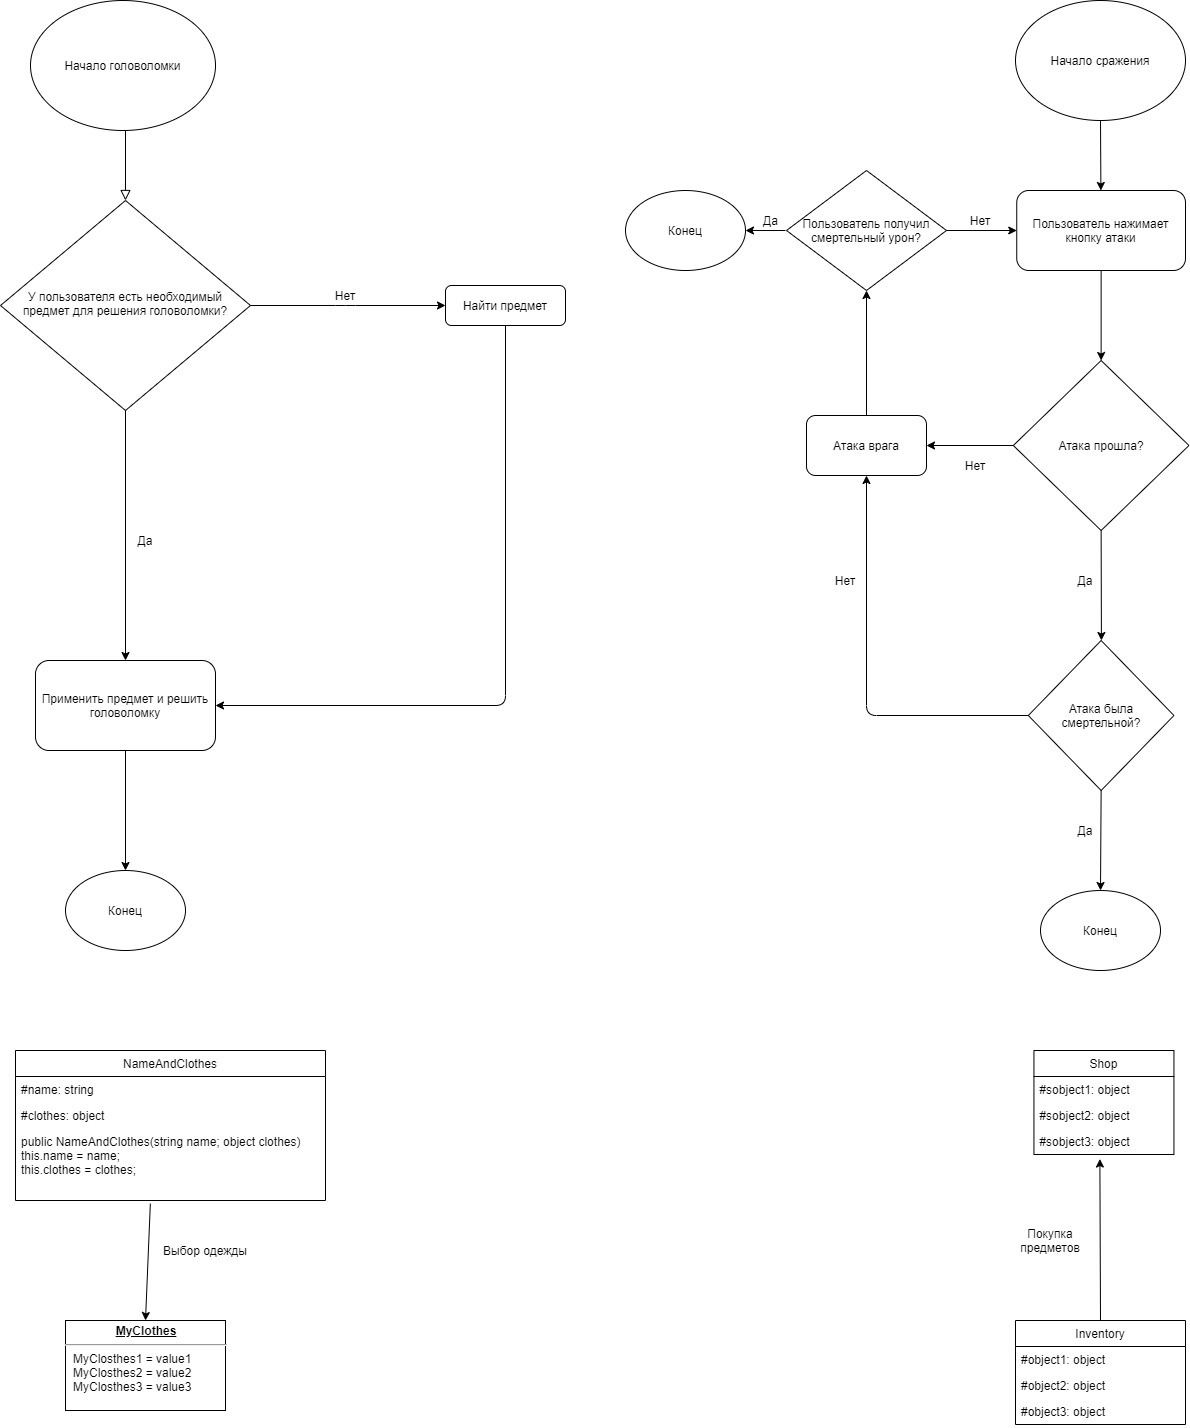 Начало головоломки
У пользователя есть необходимый
предмет для решения головоломки?
Нет
Найти предмет
Да
Применить предмет и решить
головоломку
Конец
Начало сражения
Пользователь нажимает
кнопку атаки
Нет
Пользователь получил
смертельный урон?
Да
Конец
Атака прошла?
Нет
Атака врага
Да
Нет
Атака была
смертельной?
Да
Конец
NameAndClothes
#name: string
#clothes: object
public NameAndClothes(string name; object clothes)
this.name = name;
this.clothes = clothes;
Выбор одежды
MyClothes
MyClosthes1 = value1
MyClosthes2 = value2
MyClosthes3 = value3
Shop
#sobject1: object
#sobject2: object
#sobject3: object
Покупка
предметов
Inventory
#object1: object
#object2: object
#object3: object